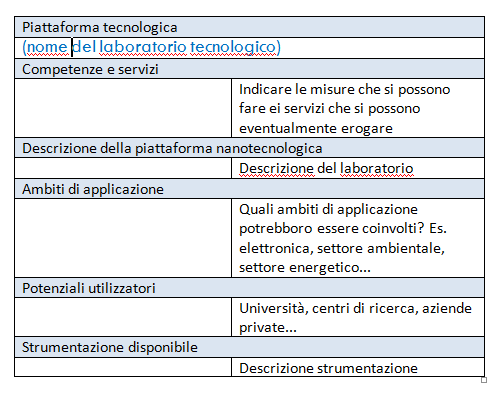 Piattaforma tecnologica
(nome del laboratorio tecnologico)
Competenze e servizi
Indicare le misure che si possono
fare ei servizi che si possono
eventualmente erogare
Descrizione della piattaforma nanotecnologica
Descrizione del laboratorio
Ambiti di applicazione
Quali ambiti di applicazione
potrebboro essere coinvolti? Es.
elettronica, settore ambientale,
settore energetico...
Potenziali utilizzatori
Università, centri di ricerca, aziende
private...
Strumentazione disponibile
Descrizione strumentazione